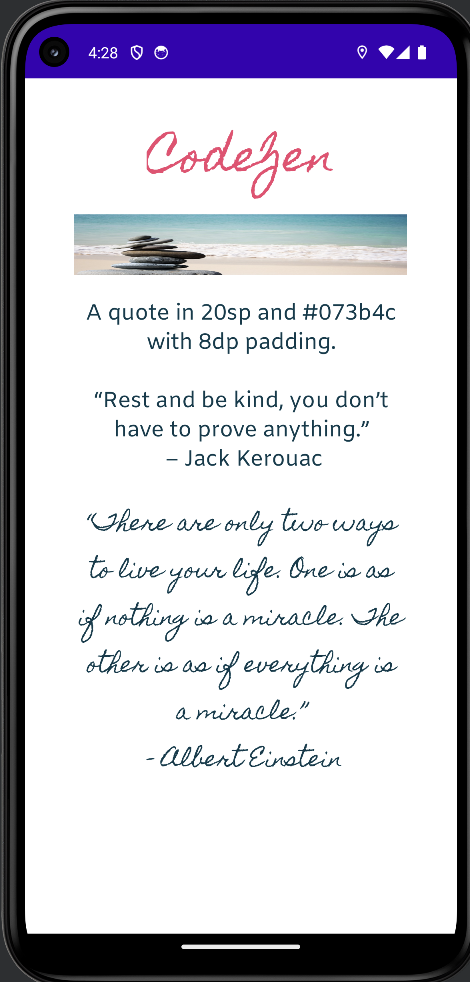 4:28
CodeZen
A quote in 20sp and #073b4c
with 8dp padding.
“Rest and be kind, you don’t
have to prove anything.”
– Jack Kerouac
“There are only two ways
to live your life. One is as
if nothing is a miracle. The
other is as if everything is
a miracle.”
- Albert Einstein